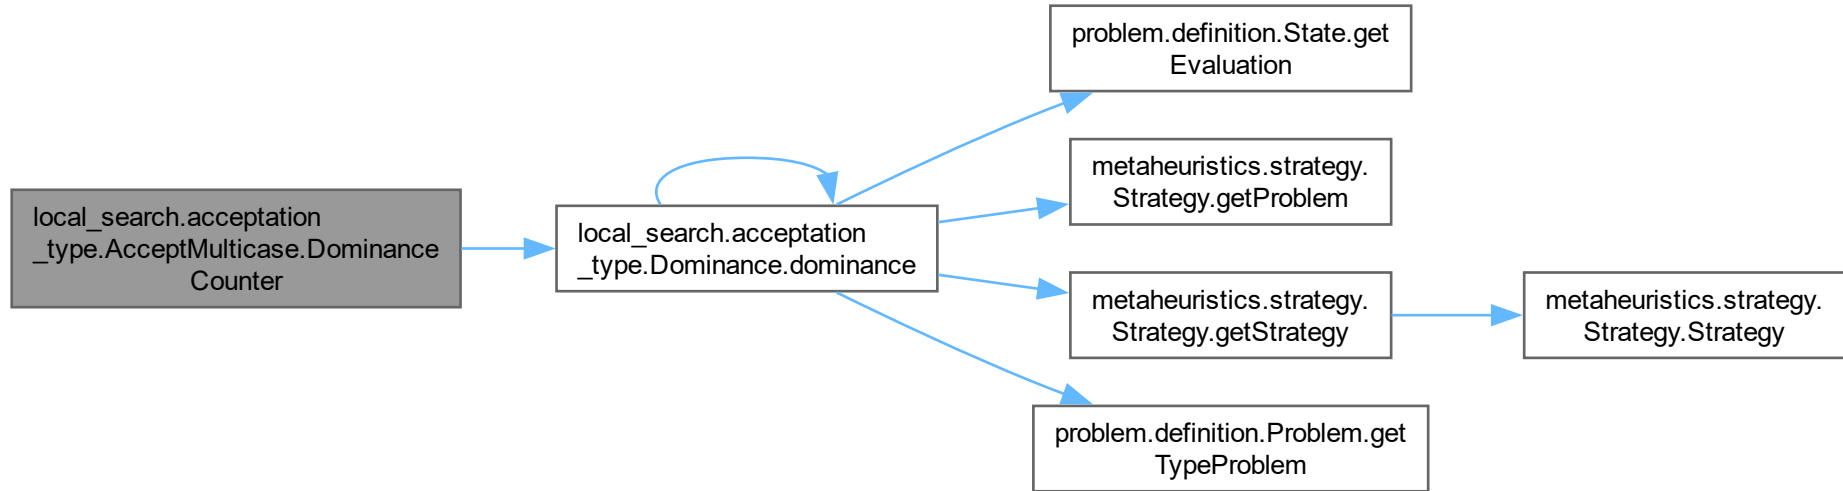 local_search.acceptation
_type.AcceptMulticase.Dominance
Counter
local_search.acceptation
_type.Dominance.dominance
problem.definition.State.get
Evaluation
metaheuristics.strategy.
Strategy.getProblem
metaheuristics.strategy.
Strategy.getStrategy
metaheuristics.strategy.
Strategy.Strategy
problem.definition.Problem.get
TypeProblem